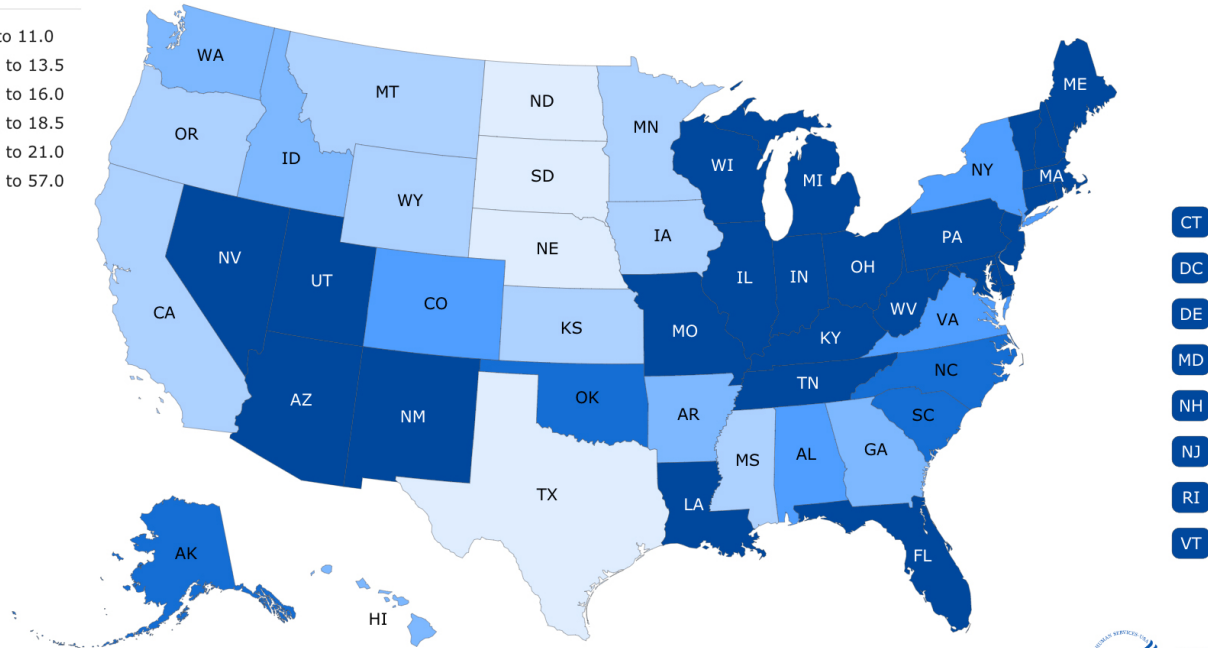 to 11.0
to 13.5
to 16.0
to 18.5
to 21.0
to 57.0
WA
MT
ND
MN
OR
ID
SD
WI
MI
NY
ME
MA
WY
IA
NE
PA
NV
UT
CO
IL
IN
OH
CA
KS
MO
WV
VA
KY
AZ
NM
OK
AR
TN
NC
SC
MS
AL
GA
TX
LA
FL
AK
HI
CT
DC
DE
MD
NH
NJ
RI
VT
HUMAN SERVICES USA